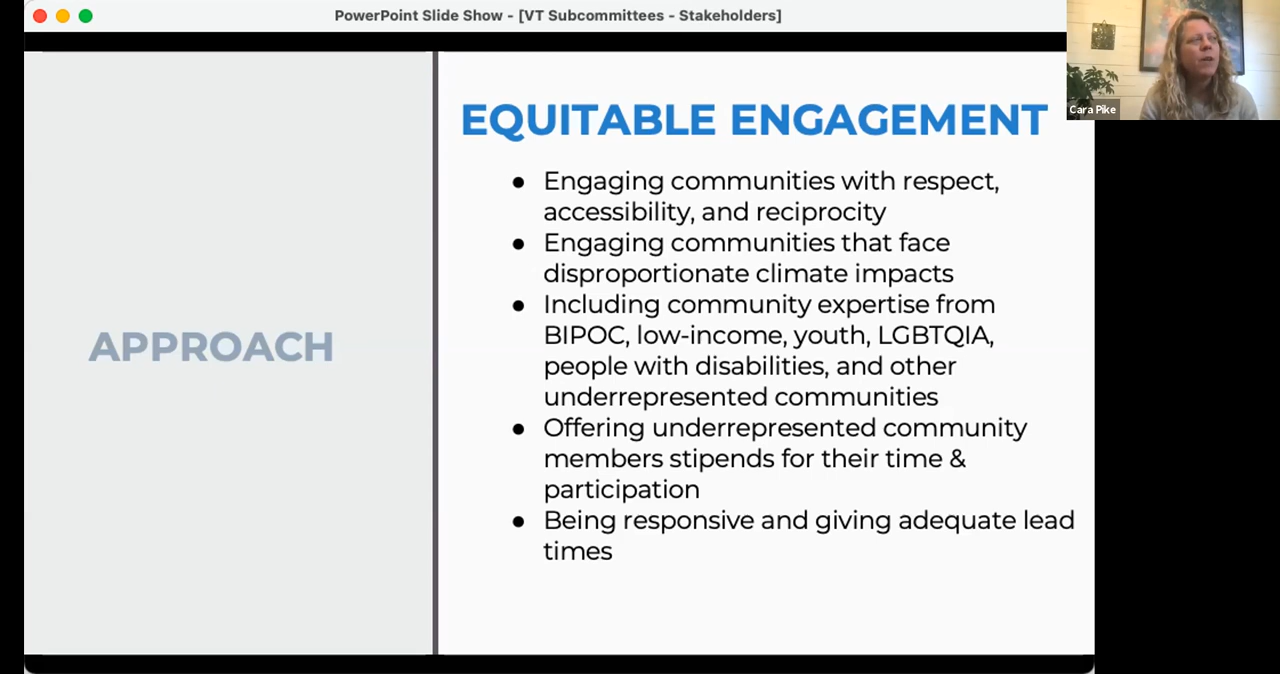 PowerPoint Slide Show - [VT Subcommittees - Stakeholders]
Cara Pike
APPROACH
EQUITABLE ENGAGEMENT
● Engaging communities with respect,
accessibility, and reciprocity
● Engaging communities that face
disproportionate climate impacts
● Including community expertise from
BIPOC, low-income, youth, LGBTQIA,
people with disabilities, and other
underrepresented communities
● Offering underrepresented community
members stipends for their time &
participation
● Being responsive and giving adequate lead
times